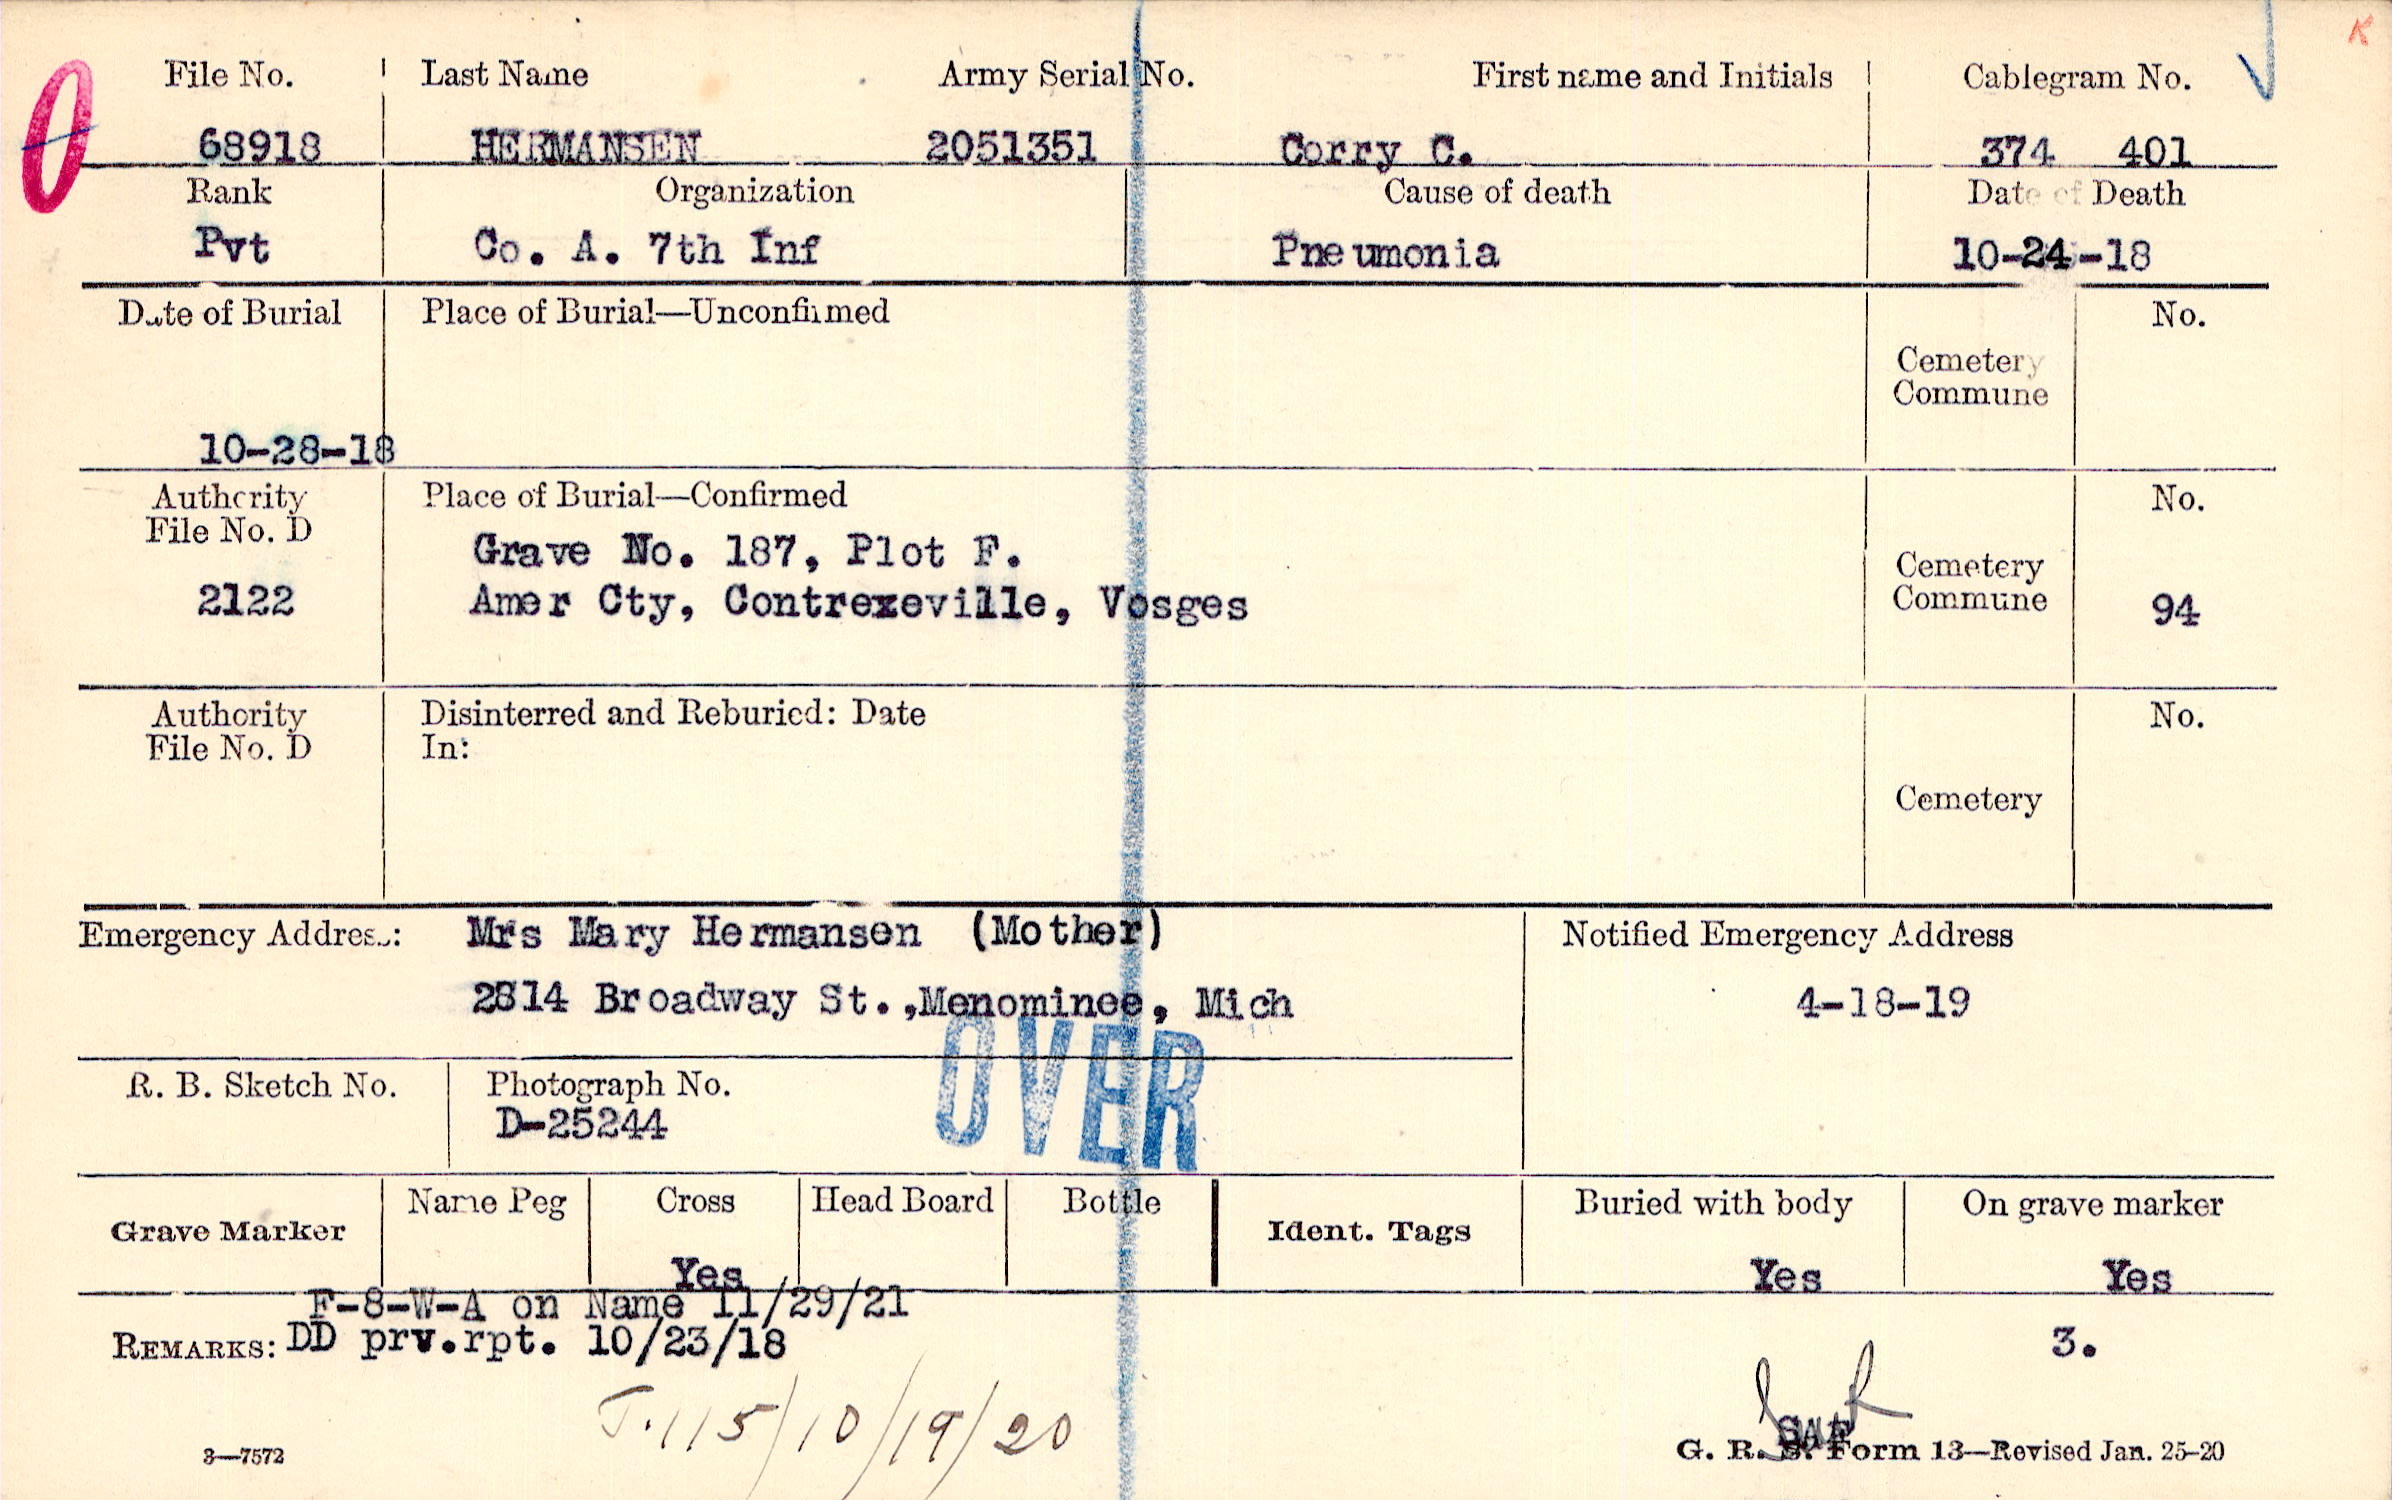 K
File No. Last Name Army Serial No. First name and Initials Cablegram No.
68918 HERMANSEN 2051351 Corry C. 374 401
Rank Organization Cause of death Date of Death
Pvt Co. A. 7th Inf Pneumonia 10-24-18
Date of Burial Place of Burial—Unconfirmed No.
Cemetery
Commune
10-28-18
Authority Place of Burial—Confirmed No.
File No. D
Grave No. 187, Plot F.
Cemetery
2122 Amer Cty, Contrexeville, Vosges Commune 94
Authority Disinterred and Reburied: Date No.
File No. D In:
Cemetery
Emergency Address: Mrs Mary Hermansen (Mother) Notified Emergency Address
2814 Broadway St.,Menominee, Mich 4-18-19
OVER
R. B. Sketch No. Photograph No.
D-25244
Name Peg Cross Head Board Bottle Buried with body On grave marker
Grave Marker Ident. Tags
Yes Yes Yes
F-8-W-A on Name 11/29/21
REMARKS: DD prv.rpt. 10/23/18 3.
J.115/10/19/20
3—7572 G. R. S. Form 13—Revised Jan. 25-20